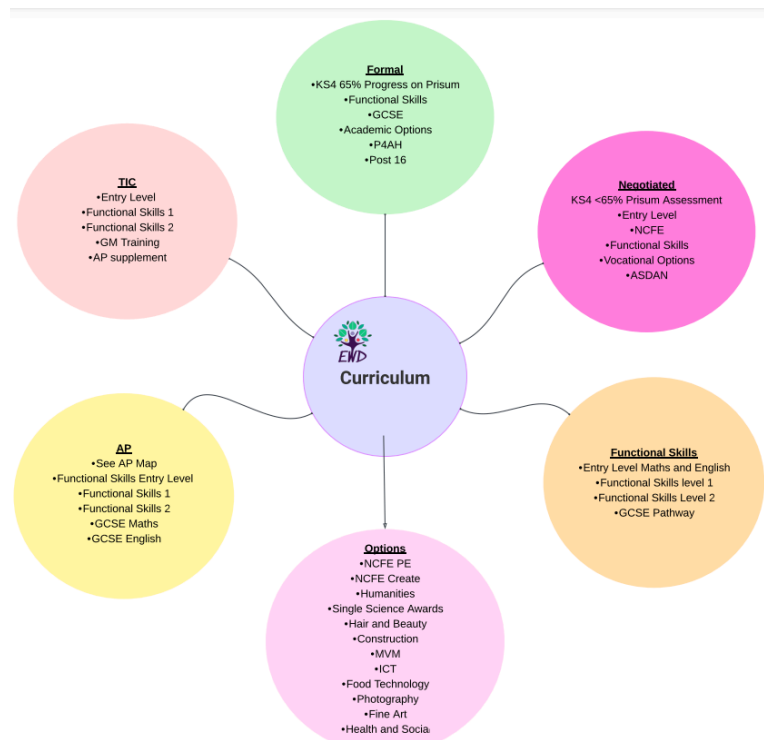 Formal
•KS4 65% Progress on Prisum
•Functional Skills
•GCSE
•Academic Options
•P4AH
•Post 16
TIC
•Entry Level
•Functional Skills 1
•Functional Skills 2
•GM Training
•AP supplement
Negotiated
KS4 <65% Prisum Assessment
•Entry Level
•NCFE
•Functional Skills
•Vocational Options
•ASDAN
EWD
Curriculum
AP
•See AP Map
•Functional Skills Entry Level
•Functional Skills 1
•Functional Skills 2
•GCSE Maths
•GCSE English
Functional Skills
•Entry Level Maths and English
•Functional Skills level 1
•Functional Skills Level 2
•GCSE Pathway
Options
•NCFE PE
•NCFE Create
•Humanities
•Single Science Awards
•Hair and Beauty
•Construction
•MVM
•ICT
•Food Technology
•Photography
•Fine Art
•Health and Social